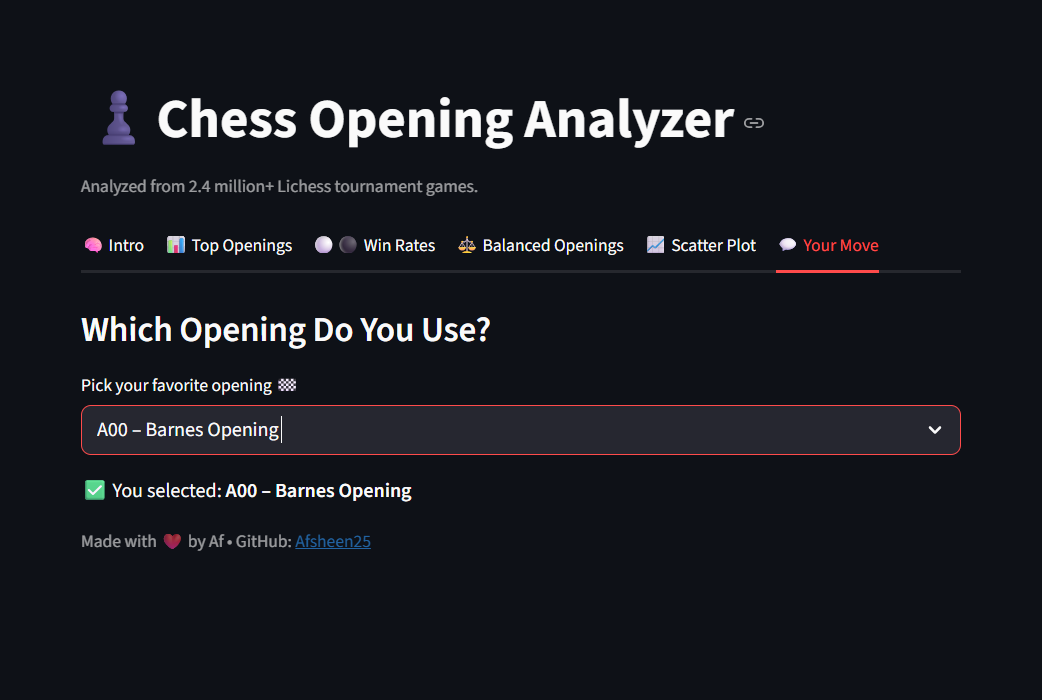 Chess Opening Analyzer
Analyzed from 2.4 million+ Lichess tournament games.
Intro Top Openings Win Rates Balanced Openings Scatter Plot Your Move
Which Opening Do You Use?
Pick your favorite opening
A00 – Barnes Opening
You selected: A00 – Barnes Opening
Made with ❤️ by Af • GitHub: Afsheen25